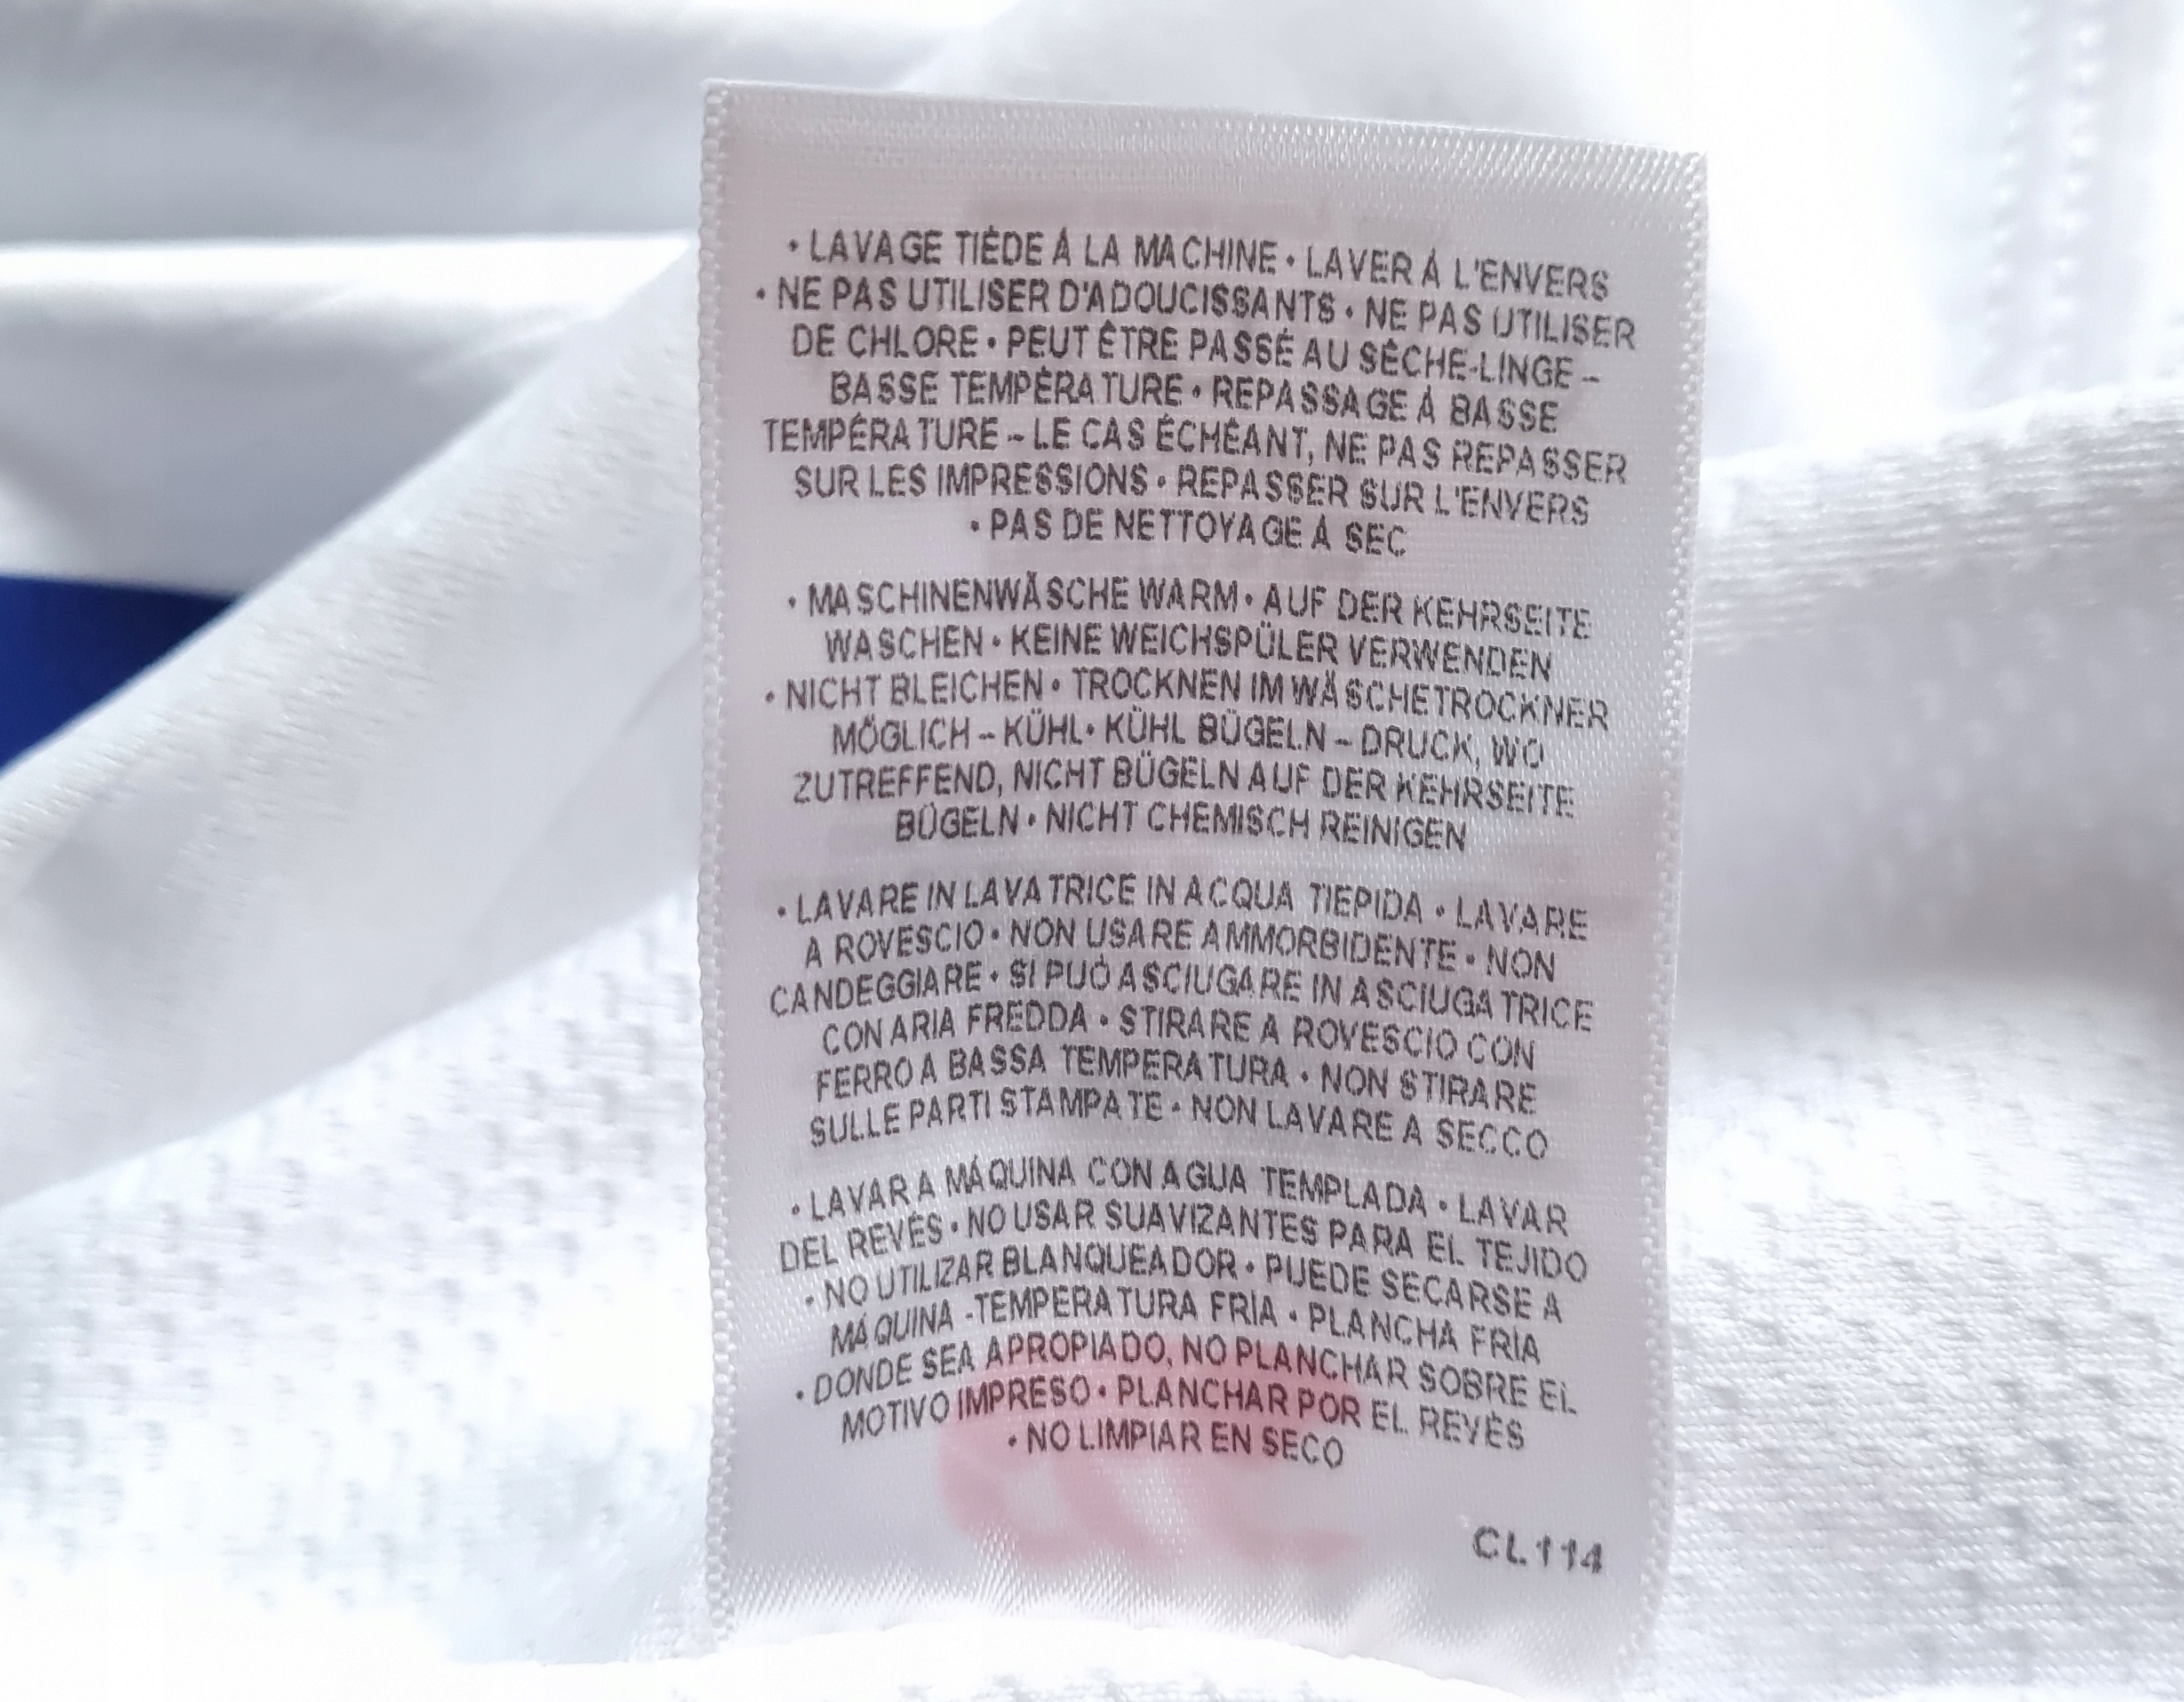 • LAVAGE TIÈDE À LA MACHINE • LAVER À L'ENVERS
• NE PAS UTILISER D'ADOUCISSANTS • NE PAS UTILISER
DE CHLORE • PEUT ÊTRE PASSÉ AU SÈCHE-LINGE –
BASSE TEMPÉRATURE • REPASSAGE À BASSE
TEMPÉRATURE – LE CAS ÉCHÉANT, NE PAS REPASSER
SUR LES IMPRESSIONS • REPASSER SUR L'ENVERS
• PAS DE NETTOYAGE À SEC
• MASCHINENWÄSCHE WARM • AUF DER KEHRSEITE
WASCHEN • KEINE WEICHSPÜLER VERWENDEN
• NICHT BLEICHEN • TROCKNEN IM WÄSCHETROCKNER
MÖGLICH – KÜHL • KÜHL BÜGELN – DRUCK, WO
ZUTREFFEND, NICHT BÜGELN AUF DER KEHRSEITE
BÜGELN • NICHT CHEMISCH REINIGEN
• LAVARE IN LAVATRICE IN ACQUA TIEPIDA • LAVARE
A ROVESCIO • NON USARE AMMORBIDENTE • NON
CANDEGGIARE • SI PUÒ ASCIUGARE IN ASCIUGATRICE
CON ARIA FREDDA • STIRARE A ROVESCIO CON
FERRO A BASSA TEMPERATURA • NON STIRARE
SULLE PARTI STAMPATE • NON LAVARE A SECCO
• LAVAR A MÁQUINA CON AGUA TEMPLADA • LAVAR
DEL REVÉS • NO USAR SUAVIZANTES PARA EL TEJIDO
• NO UTILIZAR BLANQUEADOR • PUEDE SECARSE A
MÁQUINA -TEMPERATURA FRÍA • PLANCHA FRÍA
• DONDE SEA APROPIADO, NO PLANCHAR SOBRE EL
MOTIVO IMPRESO • PLANCHAR POR EL REVÉS
• NO LIMPIAR EN SECO
CL114